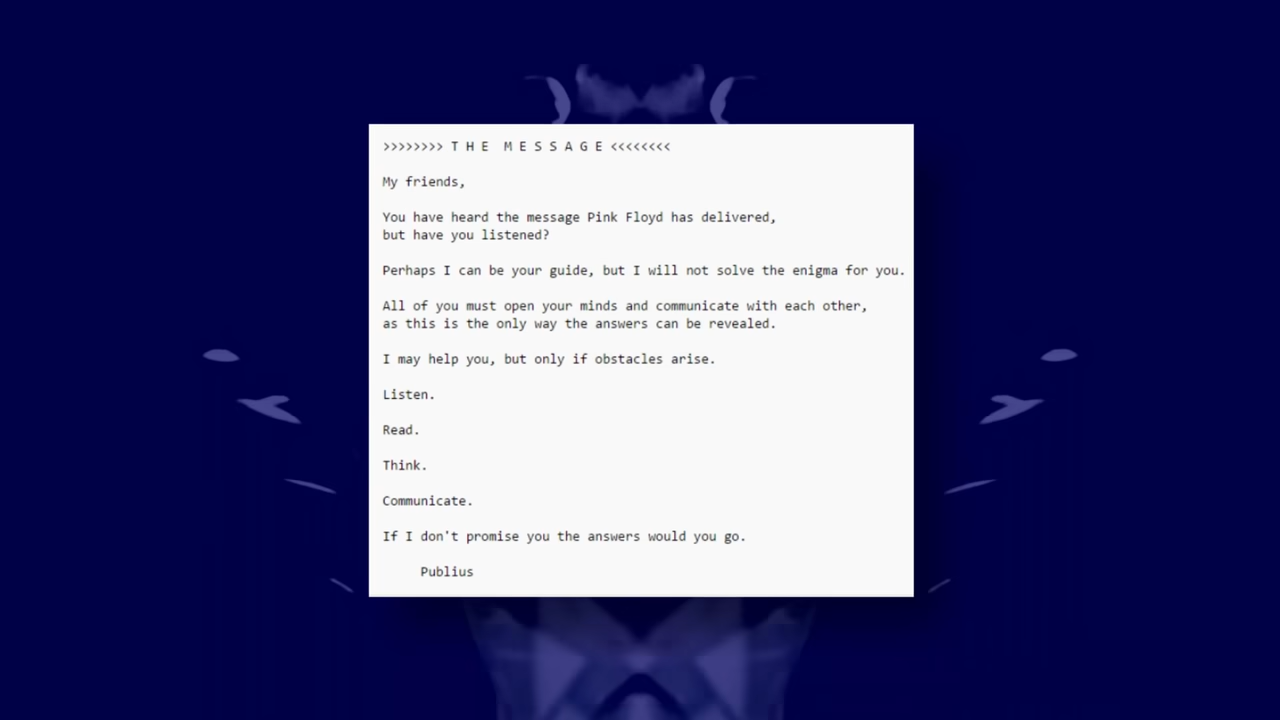 >>>>>>>> T H E  M E S S A G E <<<<<<<<
My friends,
You have heard the message Pink Floyd has delivered,
but have you listened?
Perhaps I can be your guide, but I will not solve the enigma for you.
All of you must open your minds and communicate with each other,
as this is the only way the answers can be revealed.
I may help you, but only if obstacles arise.
Listen.
Read.
Think.
Communicate.
If I don't promise you the answers would you go.
Publius